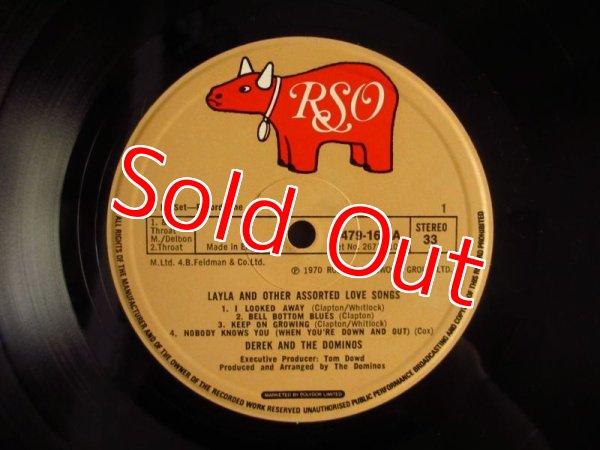 RSO
Sold Out
1
Throat
M./Delbon
2.Throat
Made in
STEREO
33
M.Ltd. 4.B.Feldman & Co.Ltd.
℗ 1970
LTD.
LAYLA AND OTHER ASSORTED LOVE SONGS
1. I LOOKED AWAY (Clapton/Whitlock)
2. BELL BOTTOM BLUES (Clapton)
3. KEEP ON GROWING (Clapton/Whitlock)
4. NOBODY KNOWS YOU (WHEN YOU'RE DOWN AND OUT) (Cox)
DEREK AND THE DOMINOS
Executive Producer: Tom Dowd
Produced and Arranged by The Dominos
MARKETED BY POLYDOR LIMITED
ALL RIGHTS OF THE MANUFACTURER AND OF THE OWNER OF THE RECORDED WORK RESERVED UNAUTHORISED PUBLIC PERFORMANCE BROADCASTING AND COPYING OF THIS RECORD PROHIBITED